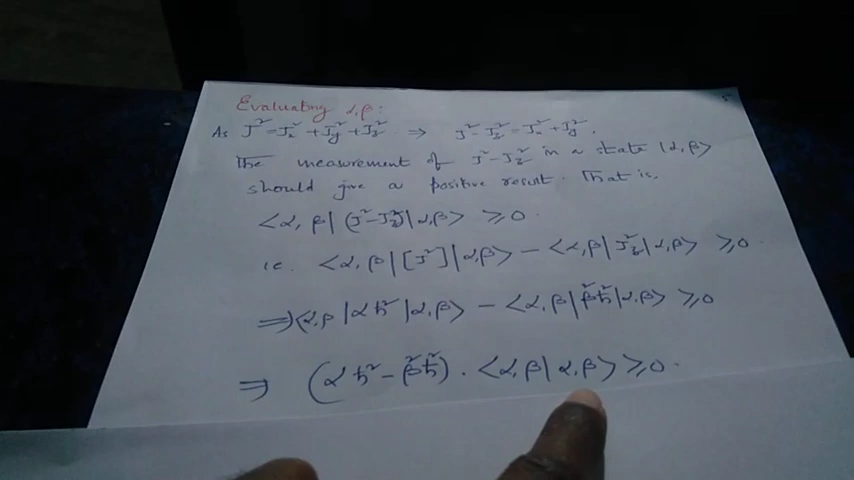 Evaluating α,β:
As J² = Jx² + Jy² + Jz² ⇒ J² - Jz² = Jx² + Jy².
The measurement of J² - Jz² in a state |α,β>
should give a positive result. That is,
<α,β|(J² - Jz²)|α,β> ≥ 0.
i.e. <α,β|[J²]|α,β> - <α,β|Jz²|α,β> ≥ 0.
⇒ <α,β|αħ²|α,β> - <α,β|β²ħ²|α,β> ≥ 0
⇒ (αħ² - β²ħ²) . <α,β|α,β> ≥ 0.